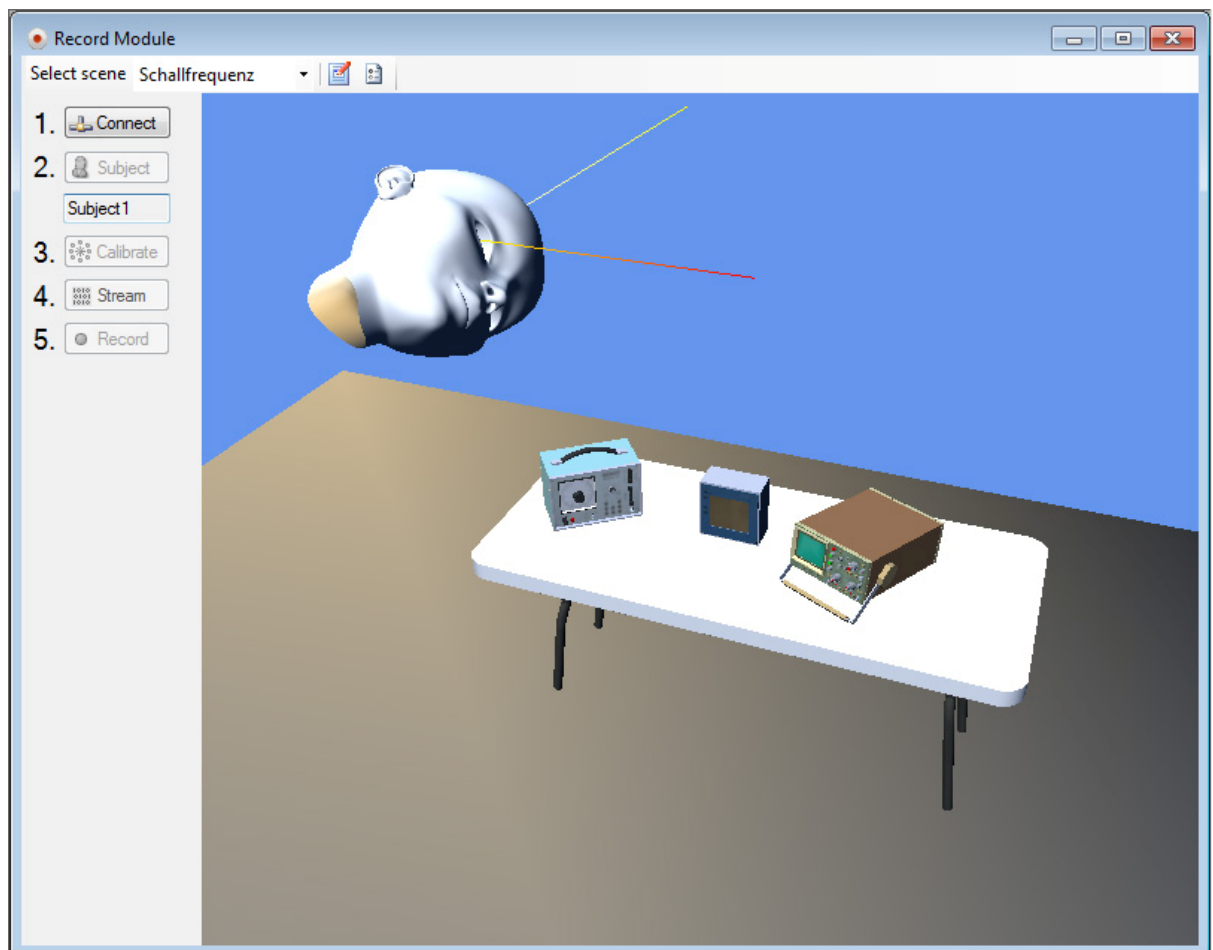 Record Module
Select scene Schallfrequenz
1. Connect
2. Subject
Subject1
3. Calibrate
4. Stream
5. Record